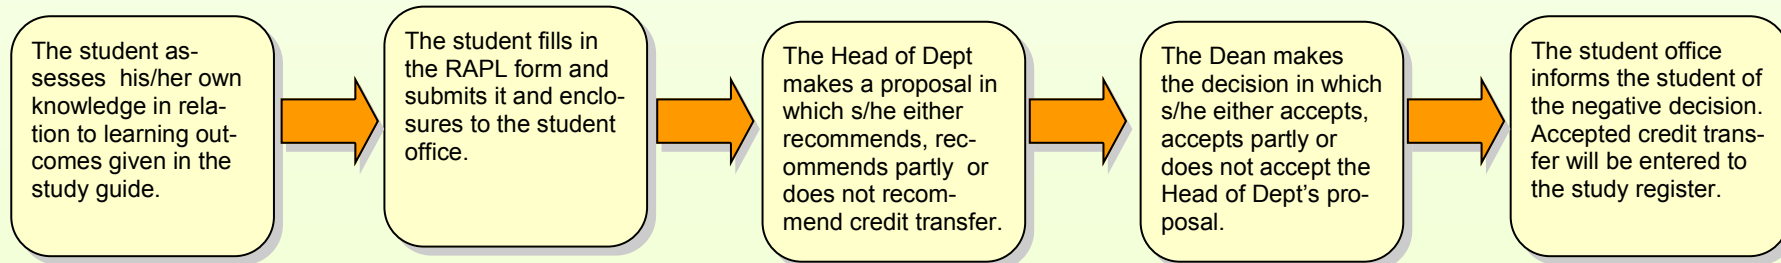 The student as-
sesses his/her own
knowledge in rela-
tion to learning out-
comes given in the
study guide.
The student fills in
the RAPL form and
submits it and enclo-
sures to the student
office.
The Head of Dept
makes a proposal in
which s/he either
recommends, rec-
ommends partly or
does not recom-
mend credit transfer.
The Dean makes
the decision in which
s/he either accepts,
accepts partly or
does not accept the
Head of Dept's pro-
posal.
The student office
informs the student of
the negative decision.
Accepted credit trans-
fer will be entered to
the study register.